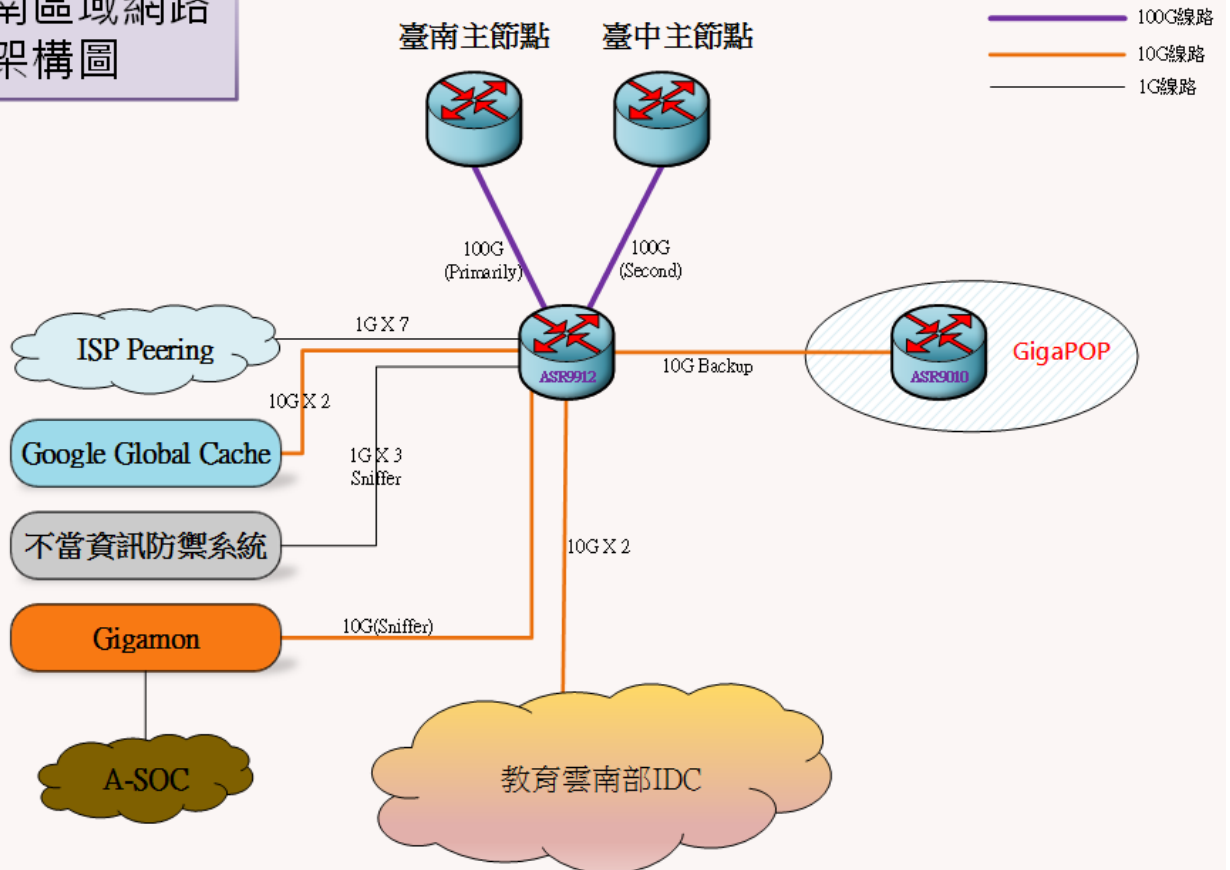 南區域網路
架構圖
臺南主節點
臺中主節點
100G線路
10G線路
1G線路
100G
(Primarily)
100G
(Second)
1G X 7
ISP Peering
ASR9912
10G Backup
ASR9010
GigaPOP
10G X 2
Google Global Cache
1G X 3
Sniffer
不當資訊防禦系統
10G X 2
Gigamon
10G(Sniffer)
A-SOC
教育雲南部IDC